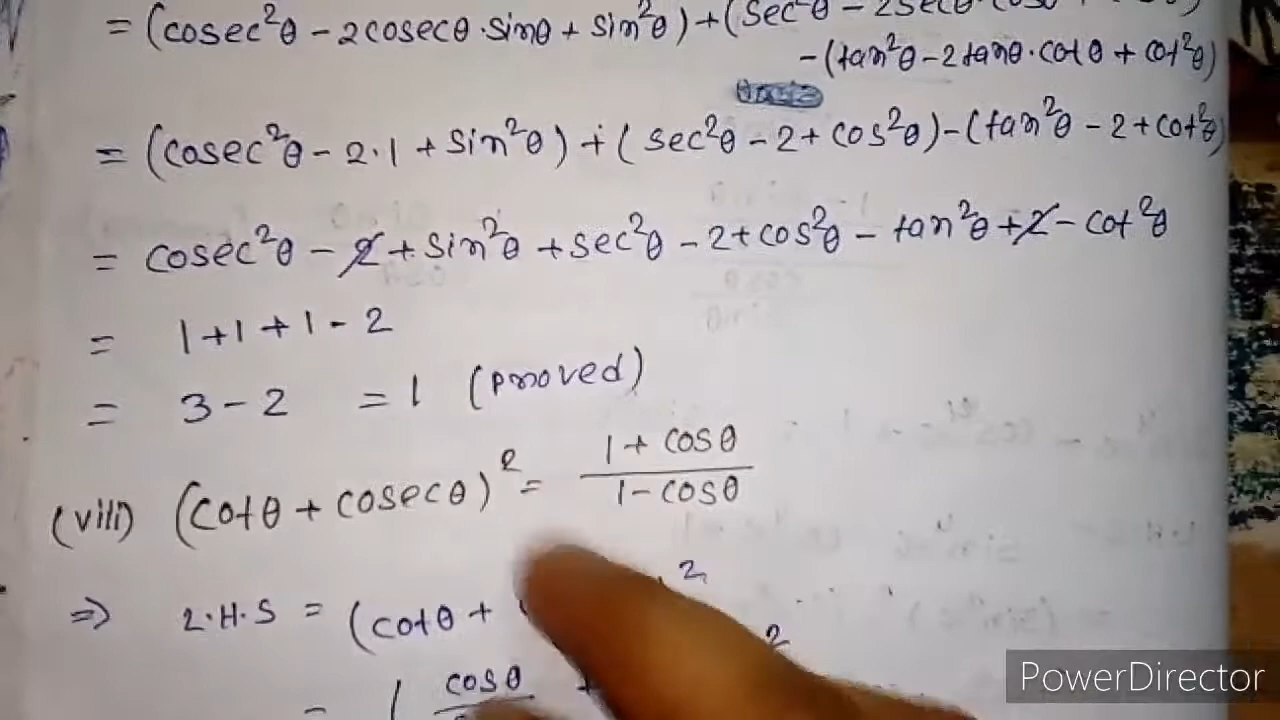 = (cosec²θ - 2cosecθ.sinθ + sin²θ) + (sec²θ - 2secθ.
- (tan²θ - 2tanθ.cotθ + cot²θ)
= (cosec²θ - 2.1 + sin²θ) + (sec²θ - 2 + cos²θ) - (tan²θ - 2 + cot²θ)
= cosec²θ - 2 + sin²θ + sec²θ - 2 + cos²θ - tan²θ + 2 - cot²θ
= 1 + 1 + 1 - 2
= 3 - 2 = 1 (proved)
(viii) (cotθ + cosecθ)² = (1 + cosθ)/(1 - cosθ)
⇒ L.H.S = (cotθ + ²
= ( cosθ + ²
PowerDirector